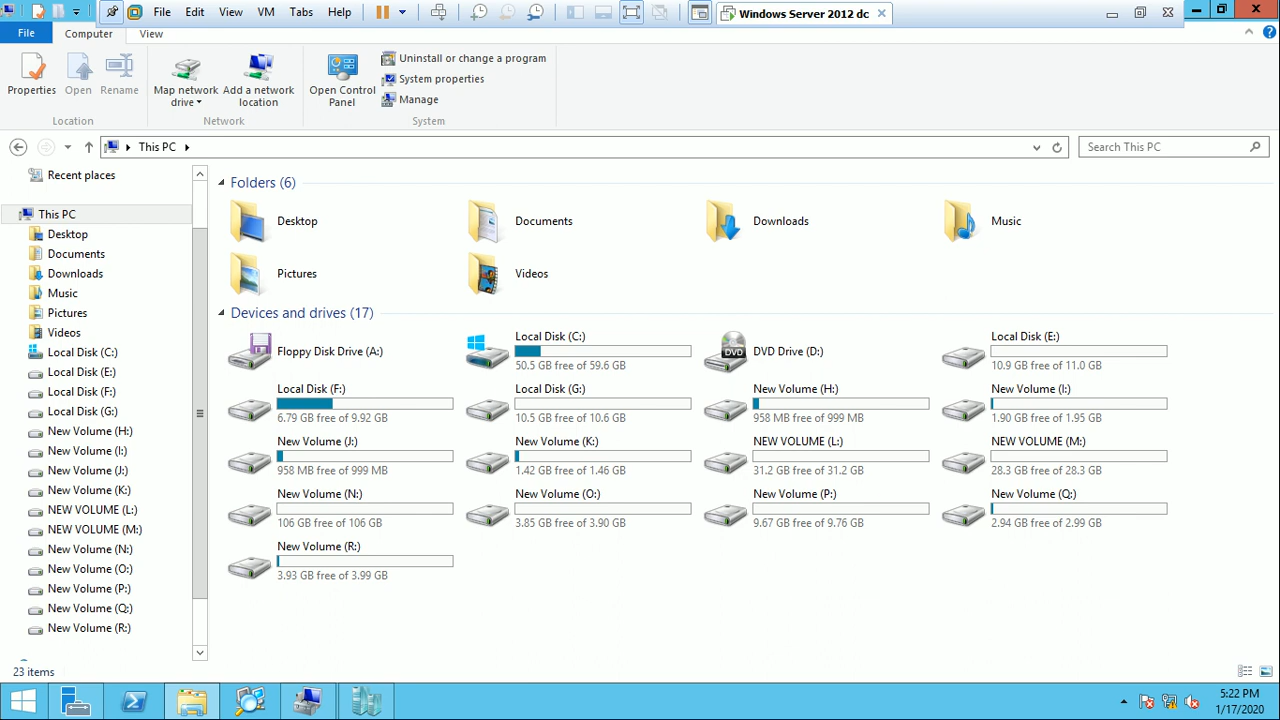 File Edit View VM Tabs Help Windows Server 2012 dc
File Computer View
Properties Open Rename Map network drive Add a network location Open Control Panel
Uninstall or change a program
System properties
Manage
Location Network System
This PC Search This PC
Recent places
This PC
Desktop
Documents
Downloads
Music
Pictures
Videos
Local Disk (C:)
Local Disk (E:)
Local Disk (F:)
Local Disk (G:)
New Volume (H:)
New Volume (I:)
New Volume (J:)
New Volume (K:)
NEW VOLUME (L:)
NEW VOLUME (M:)
New Volume (N:)
New Volume (O:)
New Volume (P:)
New Volume (Q:)
New Volume (R:)
Folders (6)
Desktop Documents Downloads Music
Pictures Videos
Devices and drives (17)
Floppy Disk Drive (A:)
Local Disk (C:)
50.5 GB free of 59.6 GB
DVD Drive (D:)
Local Disk (E:)
10.9 GB free of 11.0 GB
Local Disk (F:)
6.79 GB free of 9.92 GB
Local Disk (G:)
10.5 GB free of 10.6 GB
New Volume (H:)
958 MB free of 999 MB
New Volume (I:)
1.90 GB free of 1.95 GB
New Volume (J:)
958 MB free of 999 MB
New Volume (K:)
1.42 GB free of 1.46 GB
NEW VOLUME (L:)
31.2 GB free of 31.2 GB
NEW VOLUME (M:)
28.3 GB free of 28.3 GB
New Volume (N:)
106 GB free of 106 GB
New Volume (O:)
3.85 GB free of 3.90 GB
New Volume (P:)
9.67 GB free of 9.76 GB
New Volume (Q:)
2.94 GB free of 2.99 GB
New Volume (R:)
3.93 GB free of 3.99 GB
23 items
5:22 PM
1/17/2020